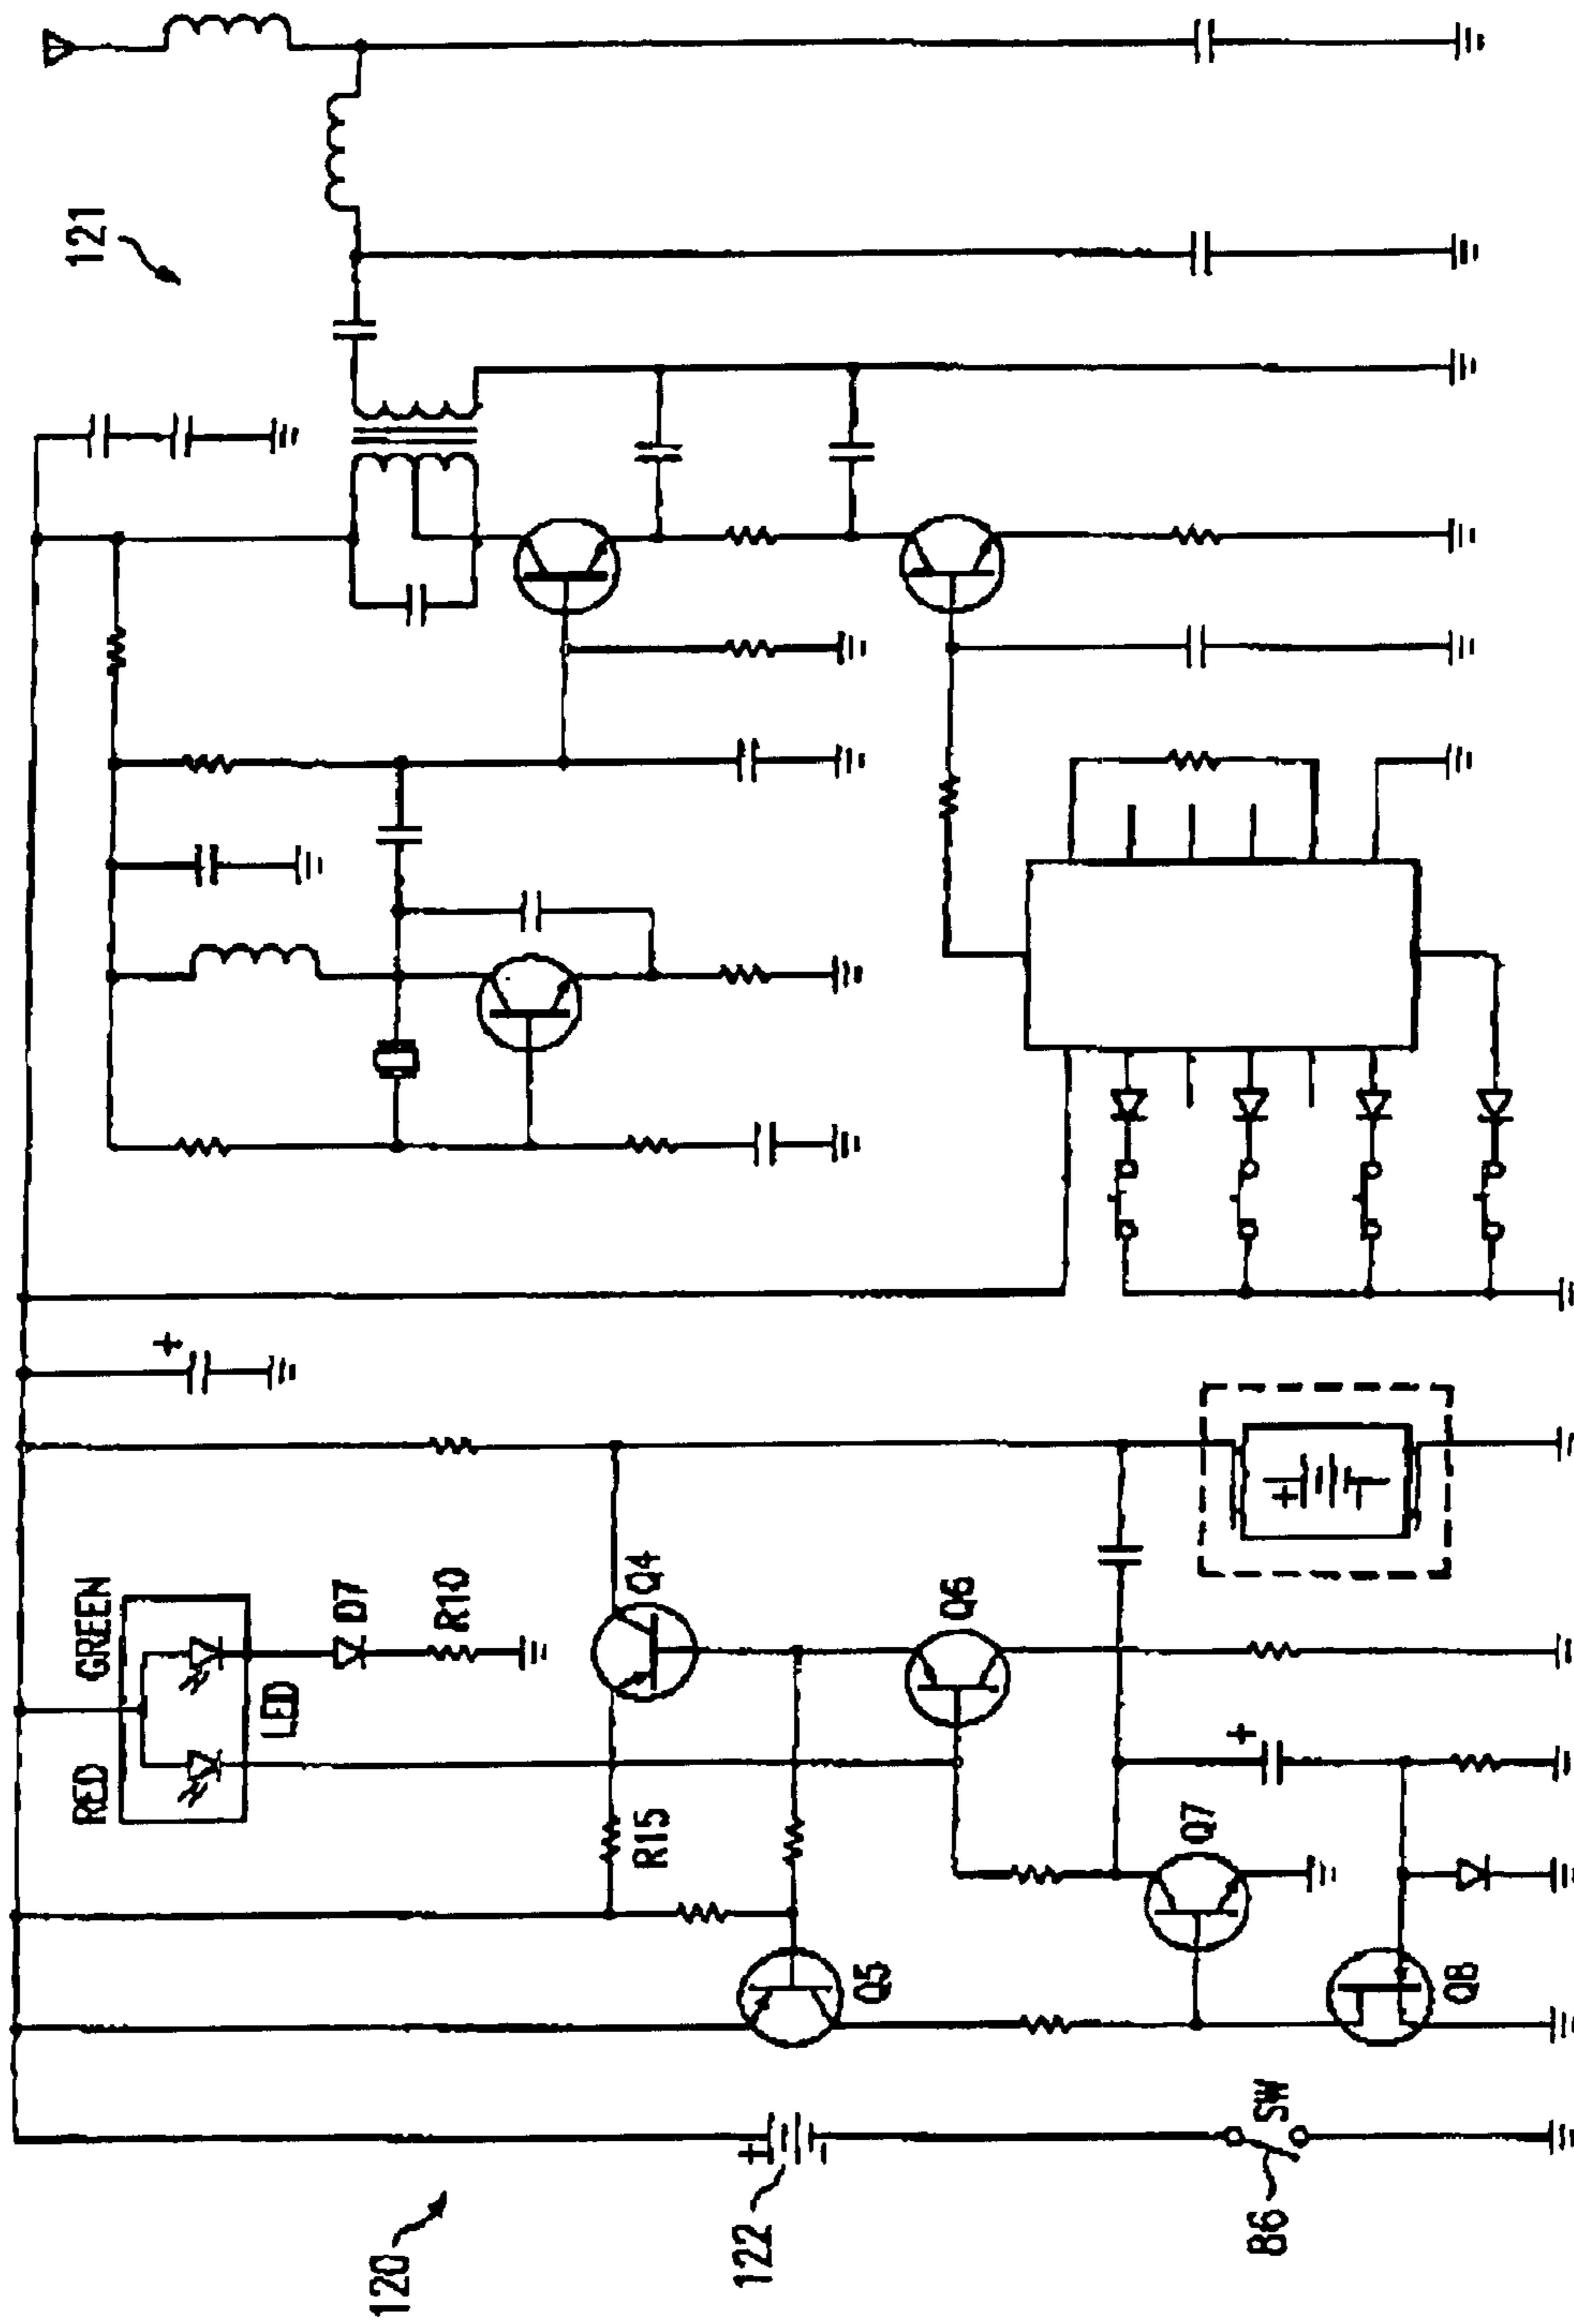 121
GREEN
RED
LED
D7
R10
Q4
R15
Q6
Q5
Q7
Q8
+
+
+
+
120
122
SW
86